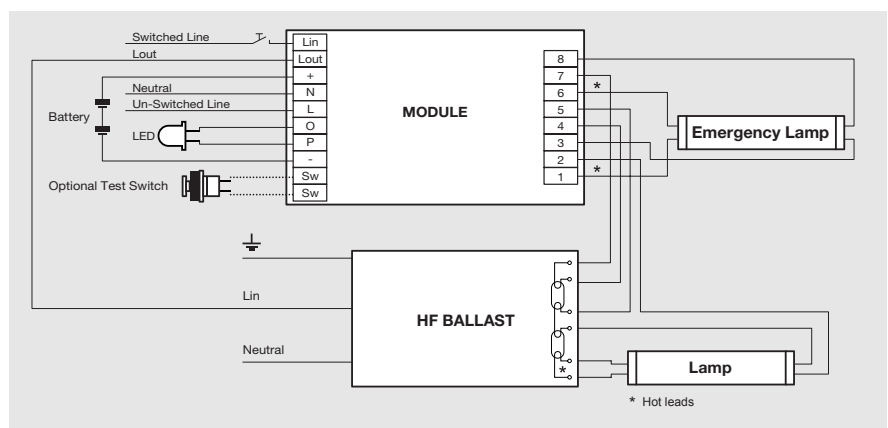 Switched Line
Lout
Neutral
Un-Switched Line
Battery
LED
Optional Test Switch
Lin
Lout
+
N
L
O
P
-
Sw
Sw
MODULE
8
7
6
5
4
3
2
1
*
*
Emergency Lamp
Lin
Neutral
HF BALLAST
*
Lamp
* Hot leads